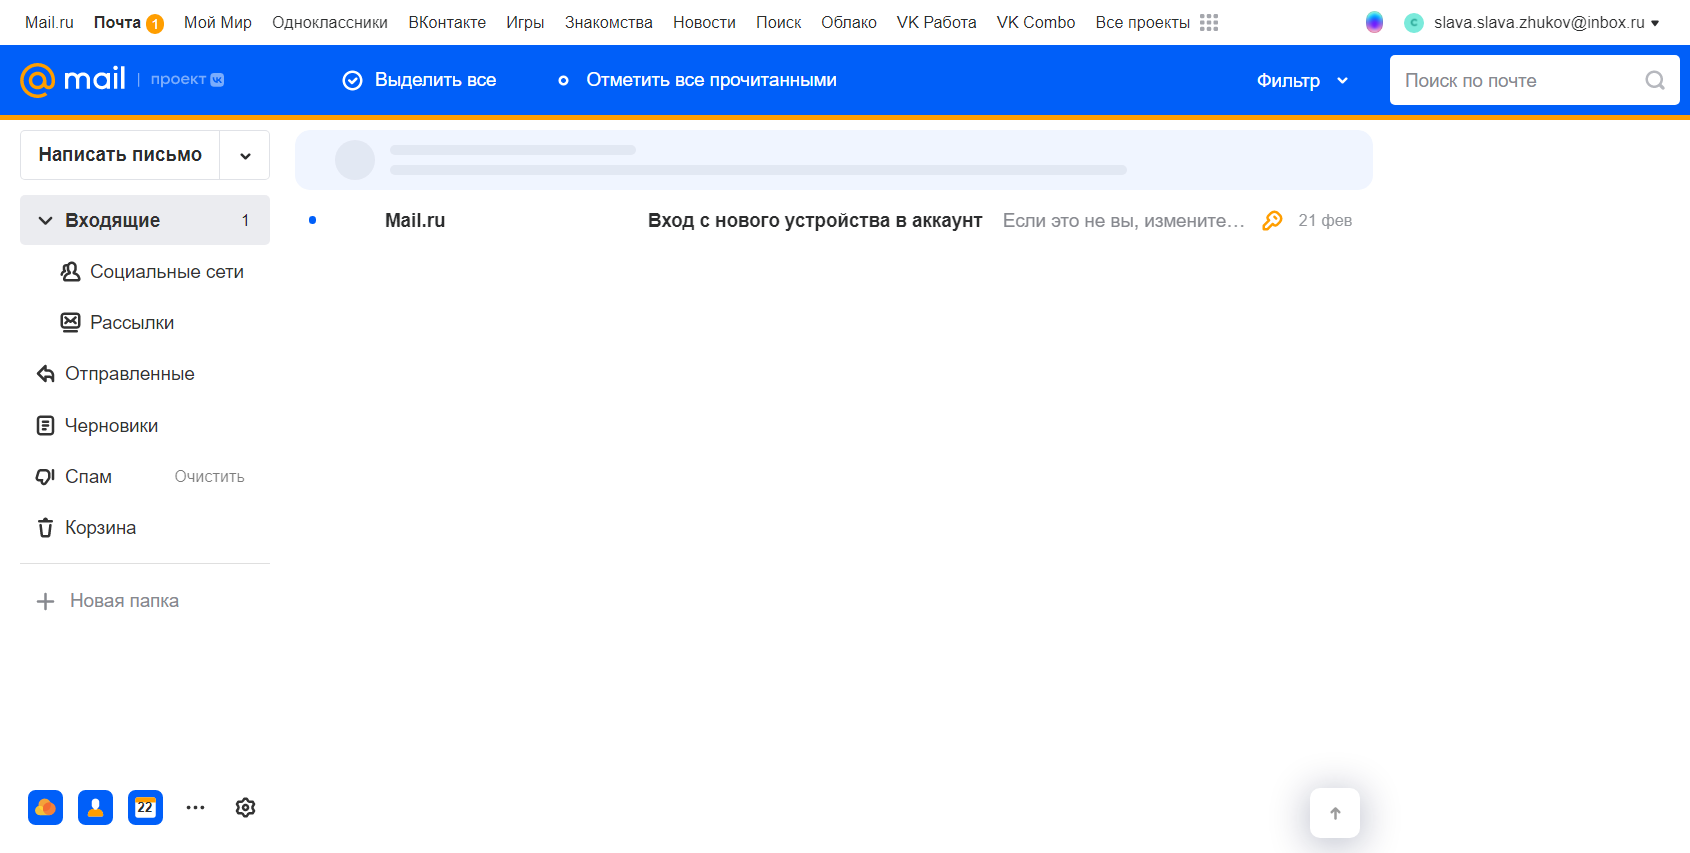 Mail.ru Почта 1 Мой Мир Одноклассники ВКонтакте Игры Знакомства Новости Поиск Облако VK Работа VK Combo Все проекты C slava.slava.zhukov@inbox.ru
@mail | проект Выделить все Отметить все прочитанными Фильтр Поиск по почте
Написать письмо
Входящие 1
Mail.ru Вход с нового устройства в аккаунт Если это не вы, измените… 21 фев
Социальные сети
Рассылки
Отправленные
Черновики
Спам Очистить
Корзина
Новая папка
22